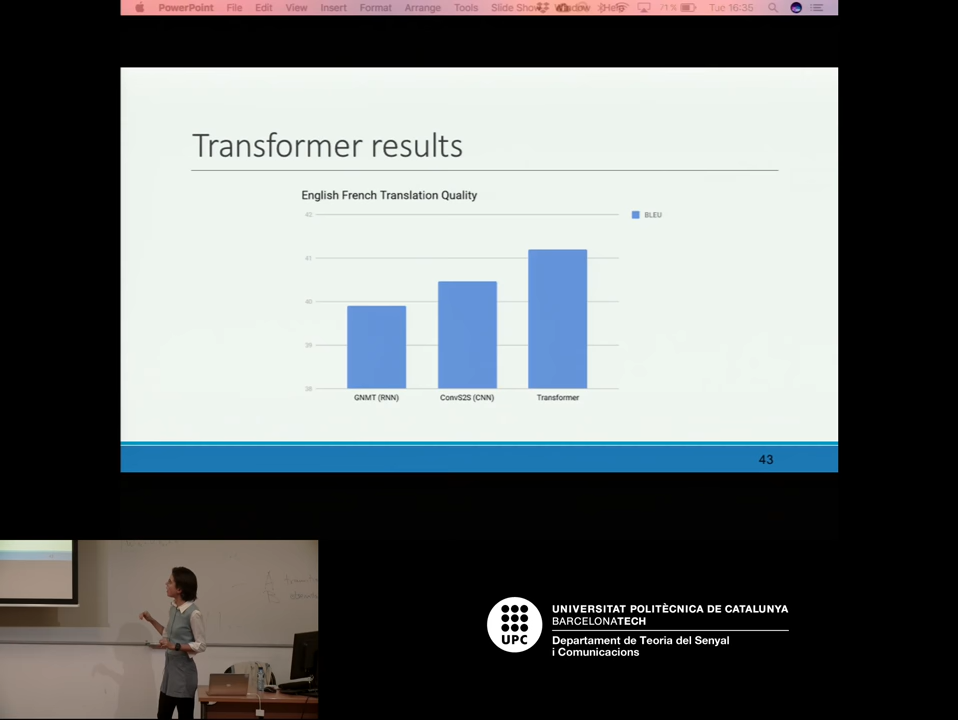 PowerPoint File Edit View Insert Format Arrange Tools Slide Show Window Help 71% Tue 16:35
Transformer results
English French Translation Quality
BLEU
41
40
39
38
GNMT (RNN) ConvS2S (CNN) Transformer
43
UPC
UNIVERSITAT POLITÈCNICA DE CATALUNYA
BARCELONATECH
Departament de Teoria del Senyal
i Comunicacions